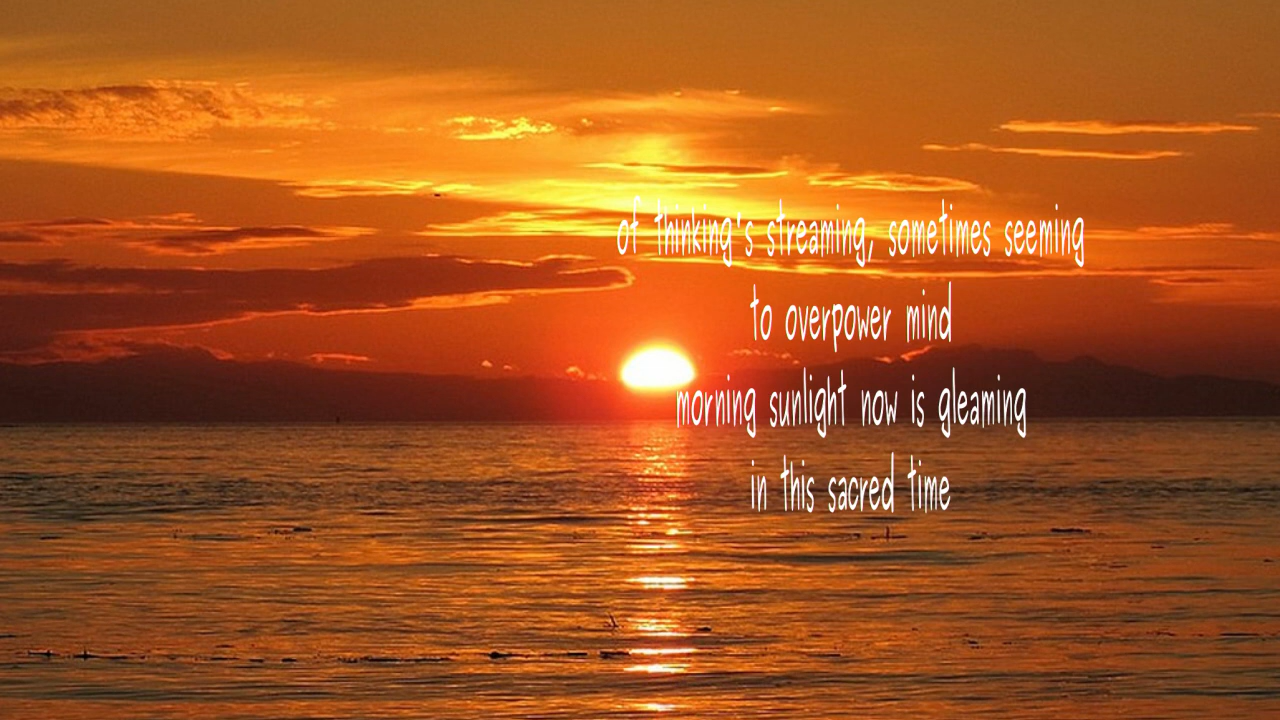 of thinking's streaming, sometimes seeming
to overpower mind
morning sunlight now is gleaming
in this sacred time